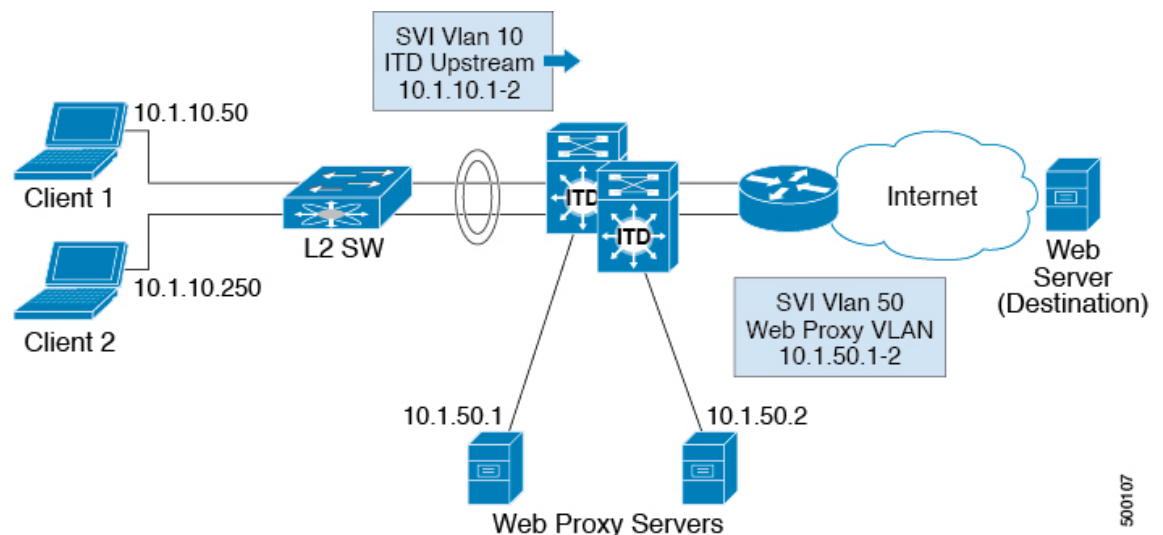 SVI Vlan 10
ITD Upstream
10.1.10.1-2
10.1.10.50
Client 1
L2 SW
ITD
ITD
Internet
Web
Server
(Destination)
10.1.10.250
Client 2
SVI Vlan 50
Web Proxy VLAN
10.1.50.1-2
10.1.50.1
10.1.50.2
Web Proxy Servers
500107